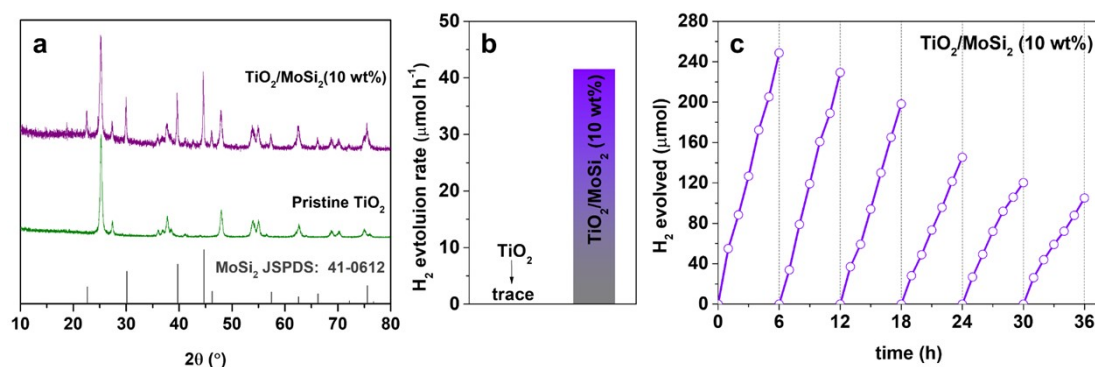 a
TiO2/MoSi2(10 wt%)
Pristine TiO2
MoSi2 JSPDS: 41-0612
10 20 30 40 50 60 70 80
2θ (°)
b
H2 evtoluion rate (μmol h-1)
50
40
30
20
10
0
TiO2
trace
TiO2/MoSi2 (10 wt%)
c
TiO2/MoSi2 (10 wt%)
H2 evolved (μmol)
280
240
200
160
120
80
40
0
0 6 12 18 24 30 36
time (h)